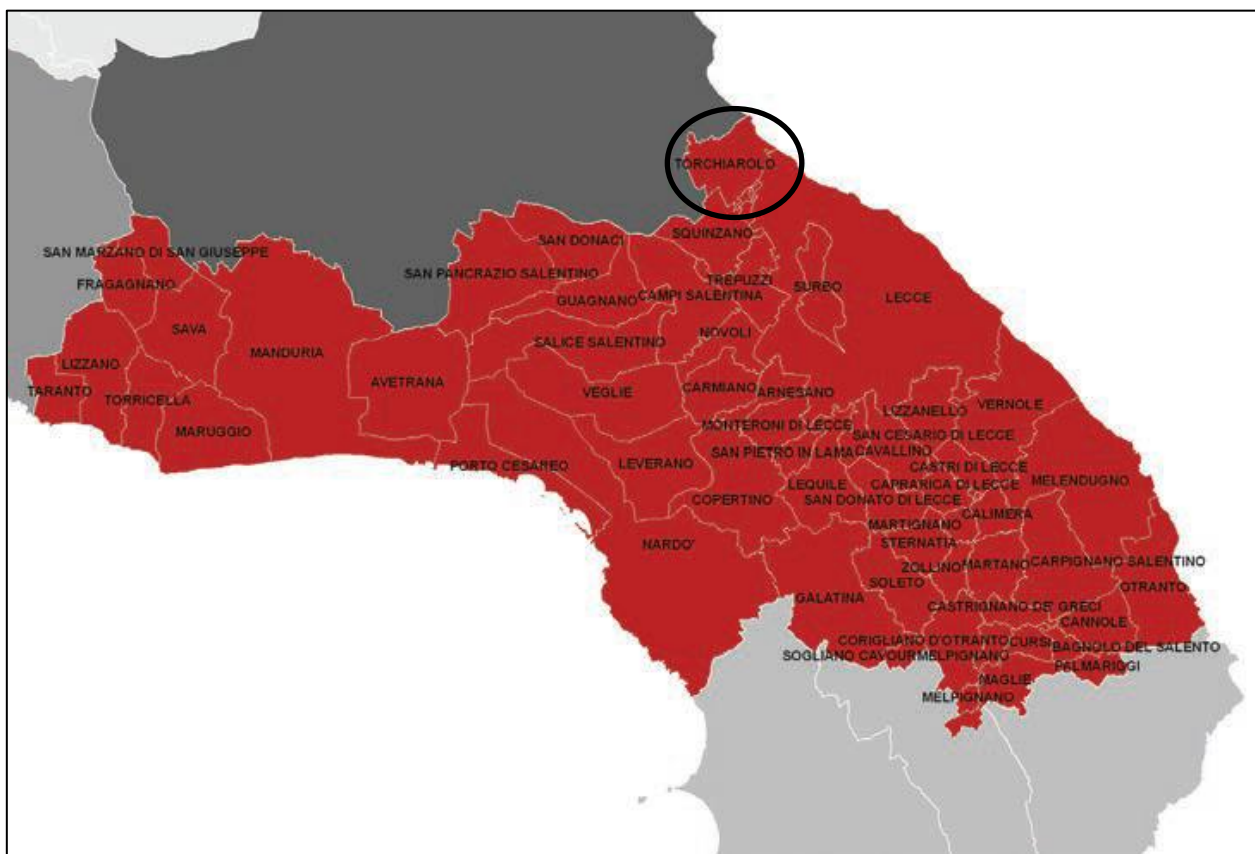 TORCHIAROLO
SQUINZANO
SAN DONACI
SAN MARZANO DI SAN GIUSEPPE
SAN PANCRAZIO SALENTINO
TREPUZZI
FRAGAGNANO
SURBO
CAMPI SALENTINA
GUAGNANO
LECCE
SAVA
NOVOLI
SALICE SALENTINO
MANDURIA
LIZZANO
AVETRANA
CARMIANO
ARNESANO
TARANTO
VEGLIE
TORRICELLA
VERNOLE
LIZZANELLO
MONTERONI DI LECCE
MARUGGIO
SAN CESARIO DI LECCE
SAN PIETRO IN LAMA
CAVALLINO
LEVERANO
PORTO CESAREO
CASTRI DI LECCE
MELENDUGNO
LEQUILE
CAPRARICA DI LECCE
COPERTINO
SAN DONATO DI LECCE
CALIMERA
MARTIGNANO
NARDO'
STERNATIA
CARPIGNANO SALENTINO
ZOLLINO
MARTANO
SOLETO
OTRANTO
GALATINA
CASTRIGNANO DE' GRECI
CANNOLE
CORIGLIANO D'OTRANTO
CURSI
BAGNOLO DEL SALENTO
SOGLIANO CAVOUR
MELPIGNANO
PALMARIGGI
MAGLIE
MELPIGNANO